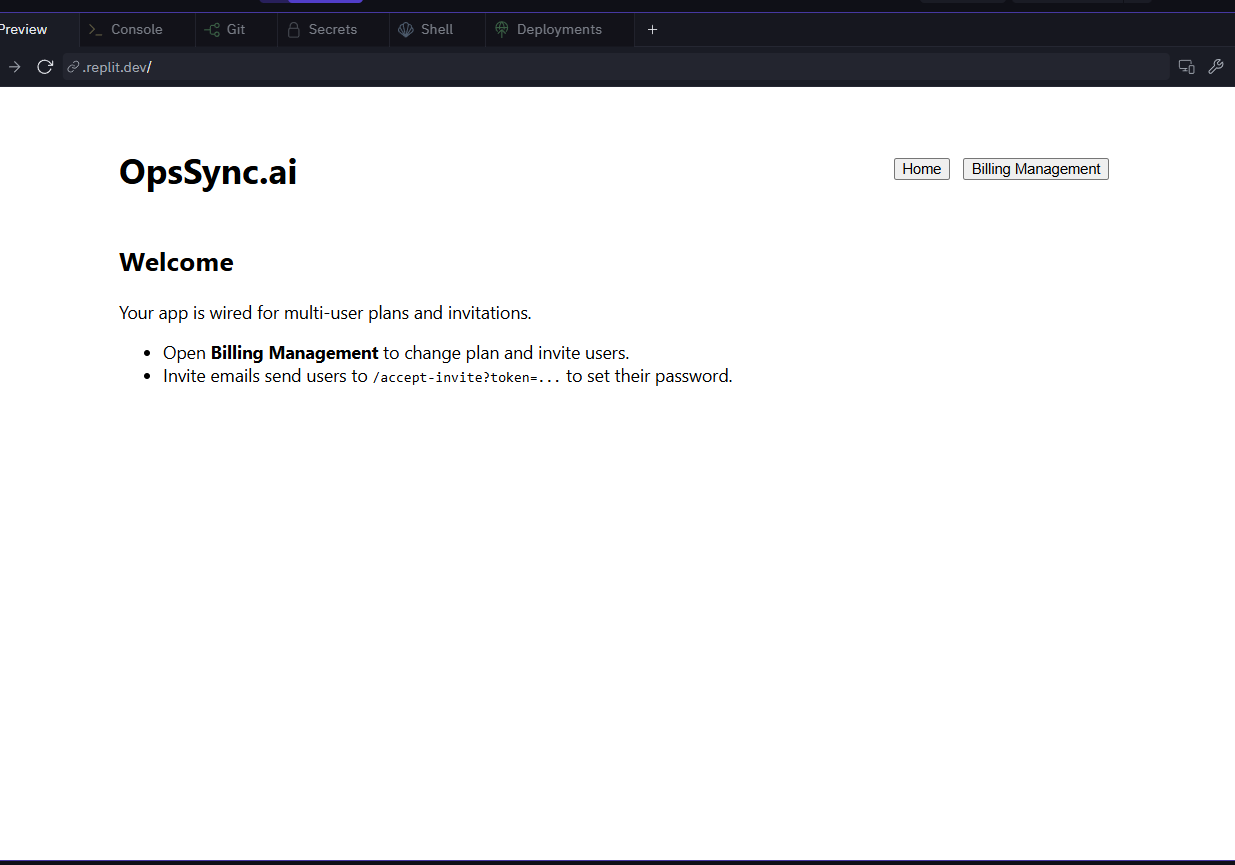 Preview Console Git Secrets Shell Deployments +
.replit.dev/
OpsSync.ai Home Billing Management
Welcome
Your app is wired for multi-user plans and invitations.
• Open Billing Management to change plan and invite users.
• Invite emails send users to /accept-invite?token=... to set their password.